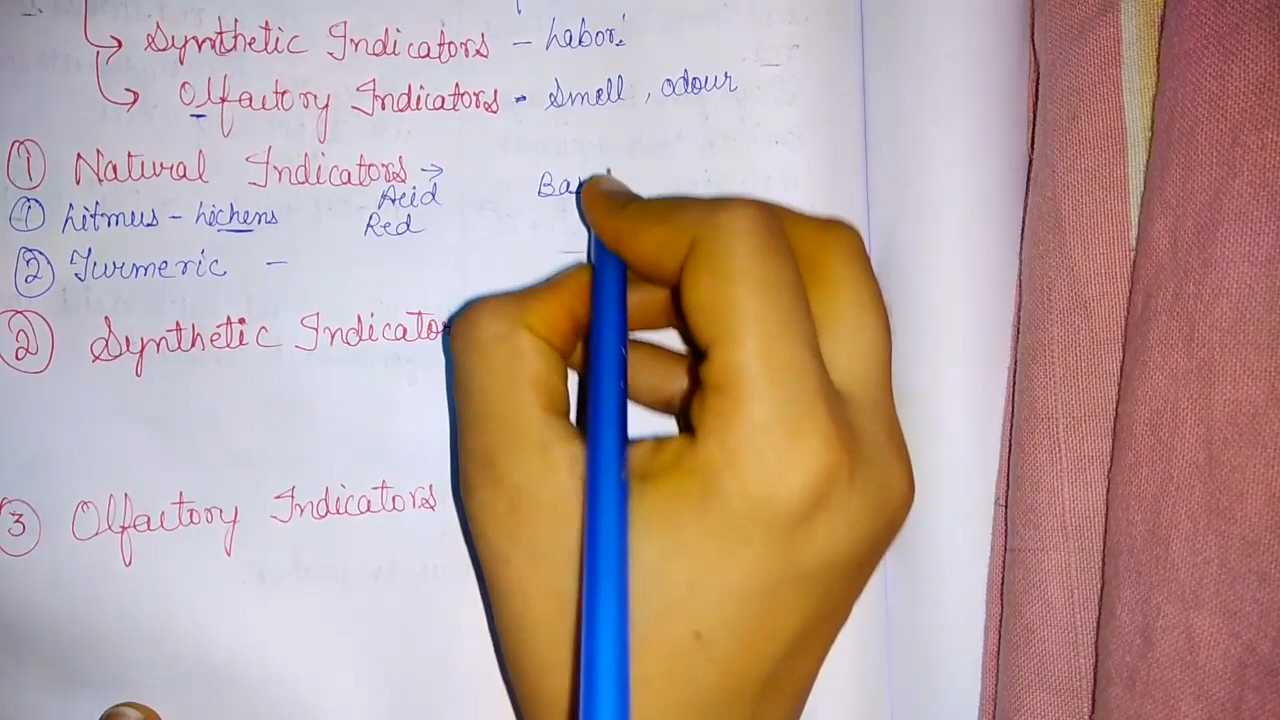 Synthetic Indicators - Labor:
Olfactory Indicators - Smell, odour
① Natural Indicators →
Acid Ba
① Litmus - Lichens Red
② Turmeric -
② Synthetic Indicato
③ Olfactory Indicators